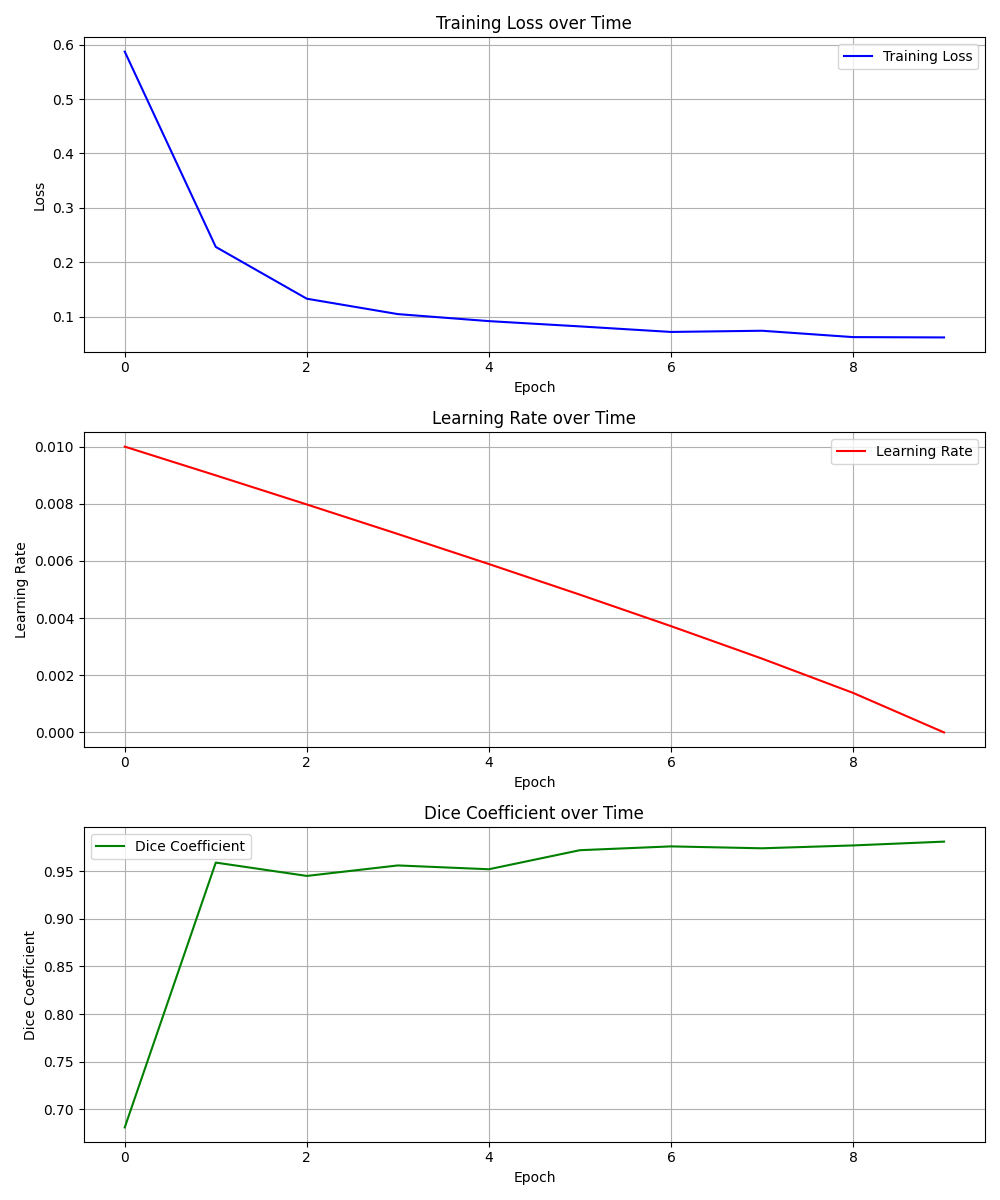 Training Loss over Time
Training Loss
0.6
0.5
0.4
0.3
0.2
0.1
Loss
0 2 4 6 8
Epoch
Learning Rate over Time
Learning Rate
0.010
0.008
0.006
0.004
0.002
0.000
Learning Rate
0 2 4 6 8
Epoch
Dice Coefficient over Time
Dice Coefficient
0.95
0.90
0.85
0.80
0.75
0.70
Dice Coefficient
0 2 4 6 8
Epoch